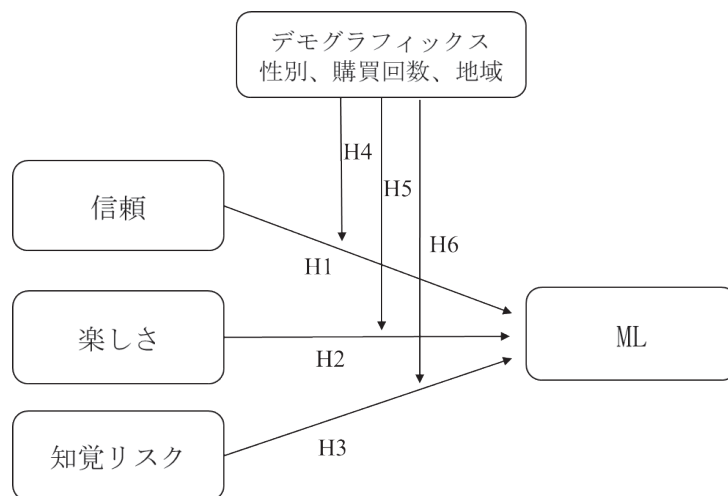 デモグラフィックス
性別、購買回数、地域
H4
H5
H6
信頼
H1
楽しさ
H2
ML
知覚リスク
H3